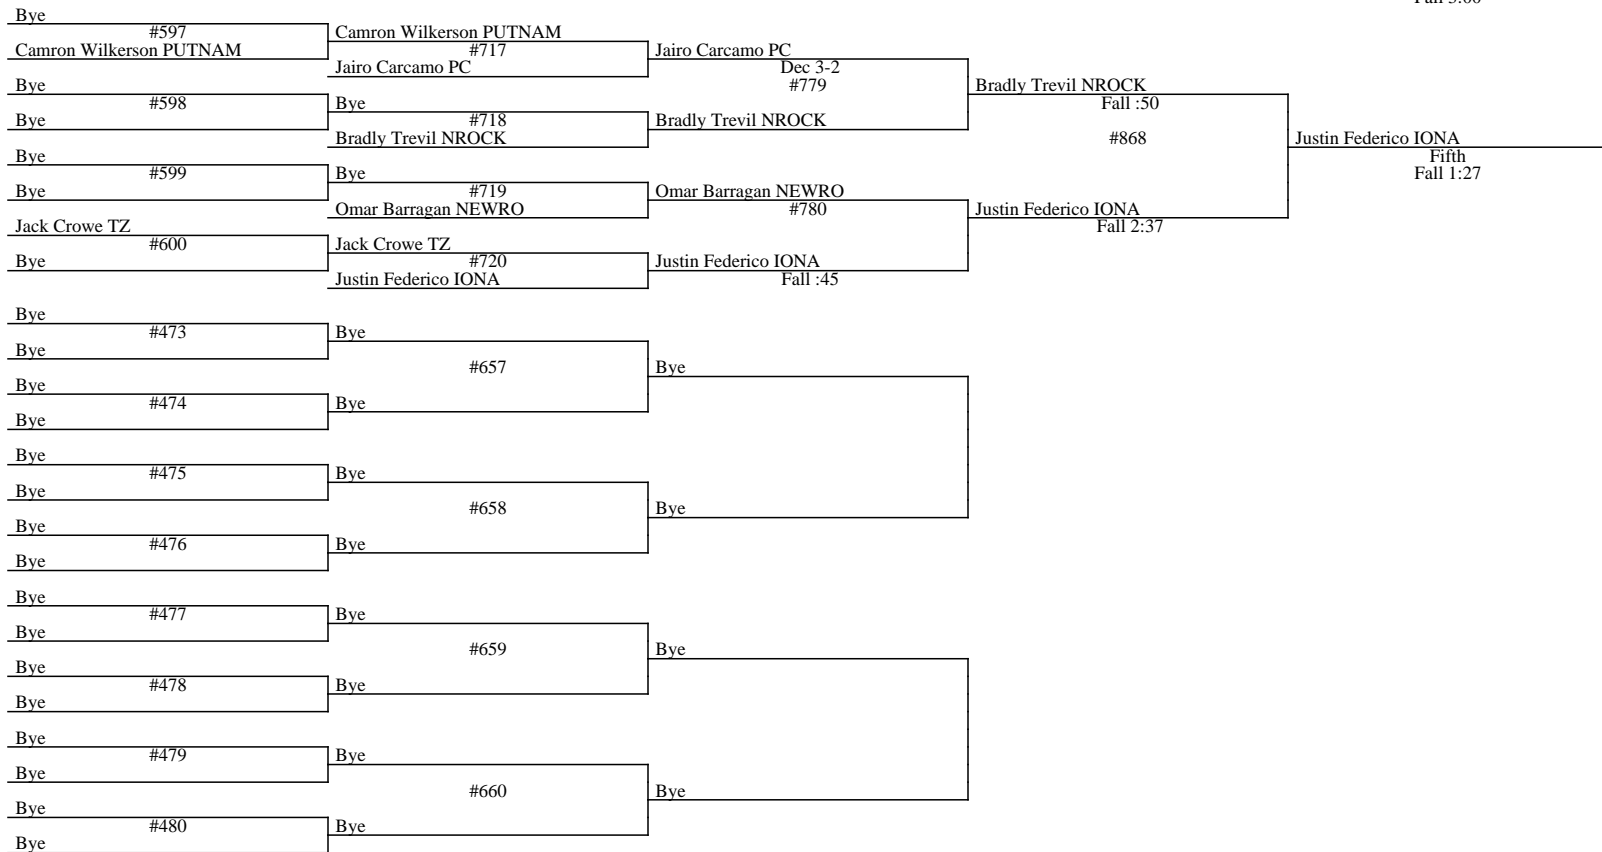 Fall 3:00
Bye
#597
Camron Wilkerson PUTNAM
Camron Wilkerson PUTNAM
#717
Jairo Carcamo PC
Jairo Carcamo PC
Dec 3-2
#779
Bye
#598
Bye
Bye
#718
Bradly Trevil NROCK
Bradly Trevil NROCK
Bradly Trevil NROCK
Fall :50
#868
Bye
#599
Bye
Bye
#719
Omar Barragan NEWRO
Omar Barragan NEWRO
#780
Jack Crowe TZ
#600
Bye
Jack Crowe TZ
#720
Justin Federico IONA
Justin Federico IONA
Fall :45
Justin Federico IONA
Fall 2:37
Justin Federico IONA
Fifth
Fall 1:27
Bye
#473
Bye
Bye
#657
Bye
#474
Bye
Bye
Bye
Bye
#475
Bye
Bye
#658
Bye
#476
Bye
Bye
Bye
Bye
#477
Bye
Bye
#659
Bye
#478
Bye
Bye
Bye
Bye
#479
Bye
Bye
#660
Bye
#480
Bye
Bye
Bye